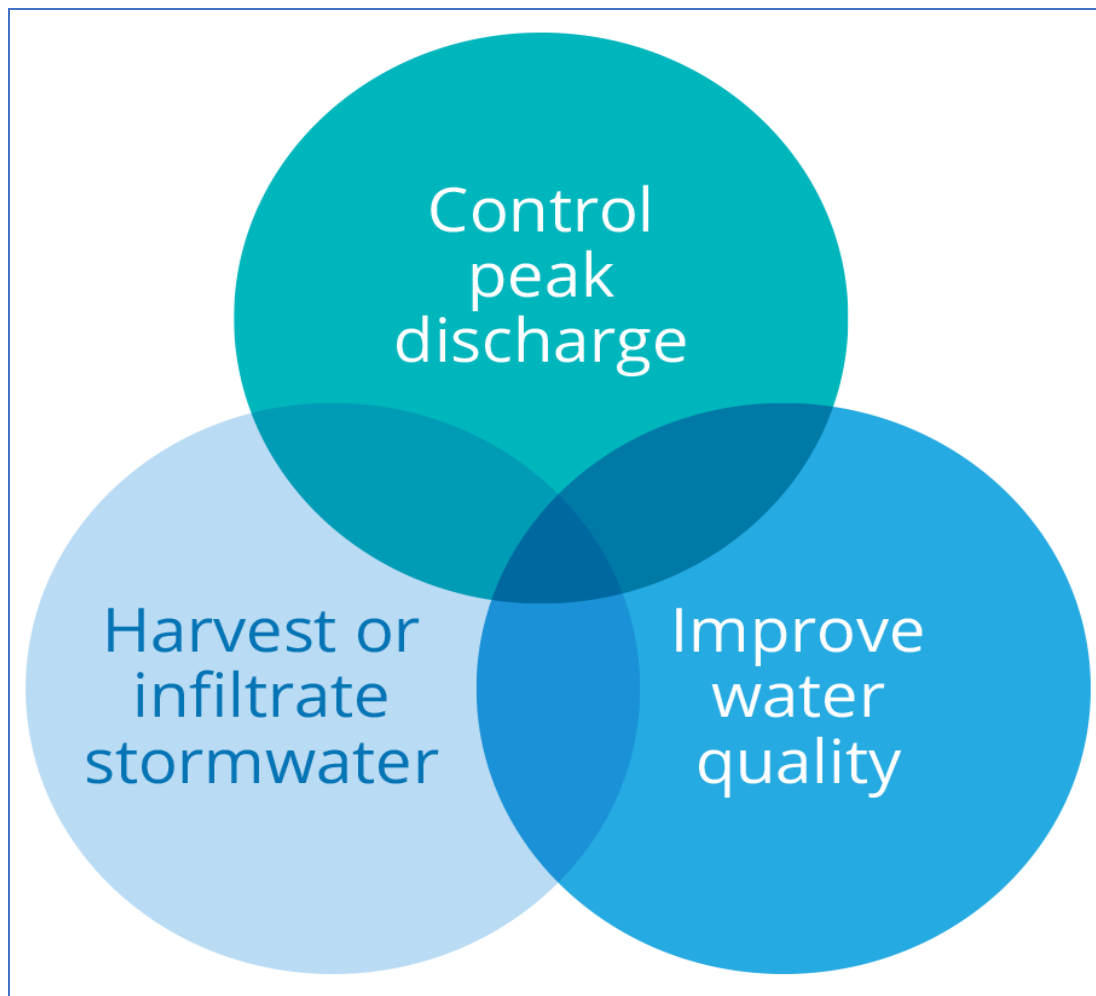 Control
peak
discharge
Harvest or
infiltrate
stormwater
Improve
water
quality